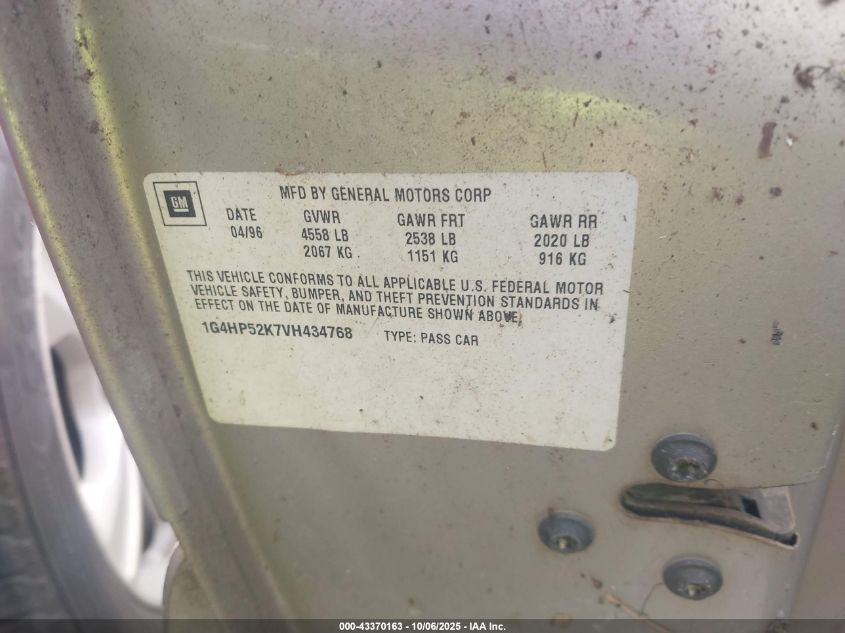 GM
MFD BY GENERAL MOTORS CORP
DATE GVWR GAWR FRT GAWR RR
04/96 4558 LB 2538 LB 2020 LB
2067 KG 1151 KG 916 KG
THIS VEHICLE CONFORMS TO ALL APPLICABLE U.S. FEDERAL MOTOR
VEHICLE SAFETY, BUMPER, AND THEFT PREVENTION STANDARDS IN
EFFECT ON THE DATE OF MANUFACTURE SHOWN ABOVE.
1G4HP52K7VH434768 TYPE: PASS CAR
000-43370163 - 10/06/2025 - IAA Inc.